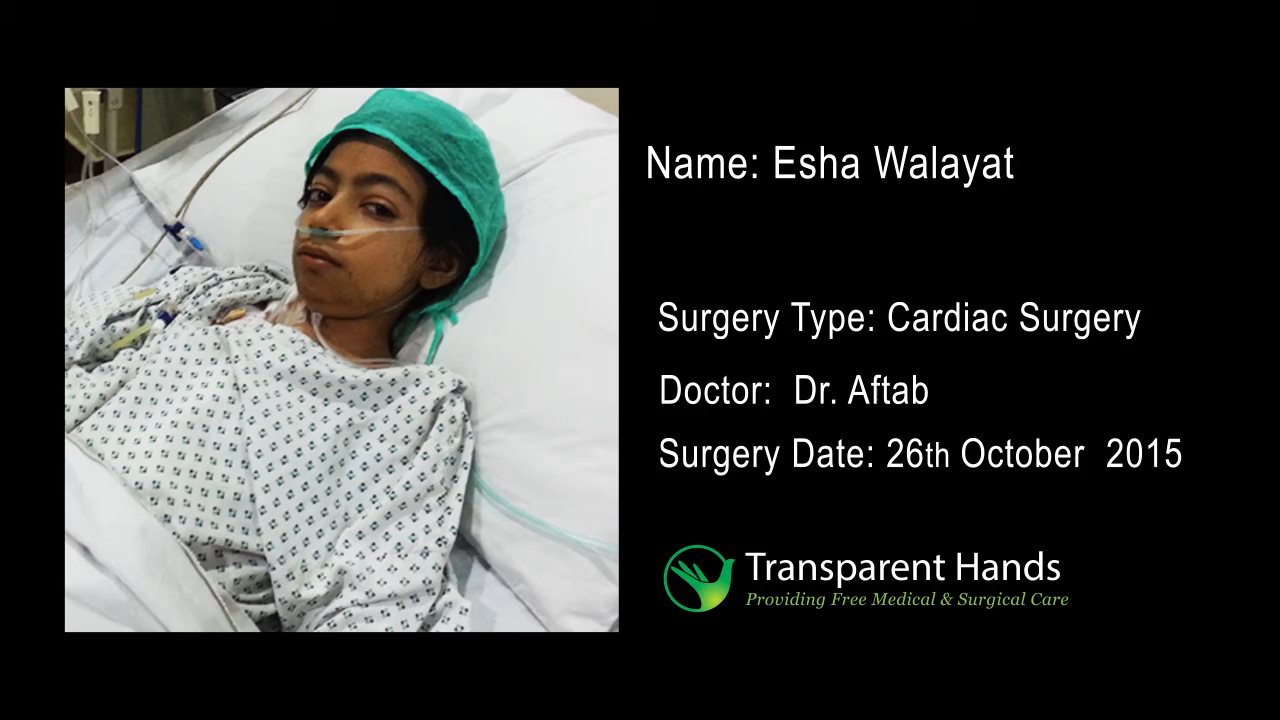 Name: Esha Walayat
Surgery Type: Cardiac Surgery
Doctor: Dr. Aftab
Surgery Date: 26th October 2015
Transparent Hands
Providing Free Medical & Surgical Care